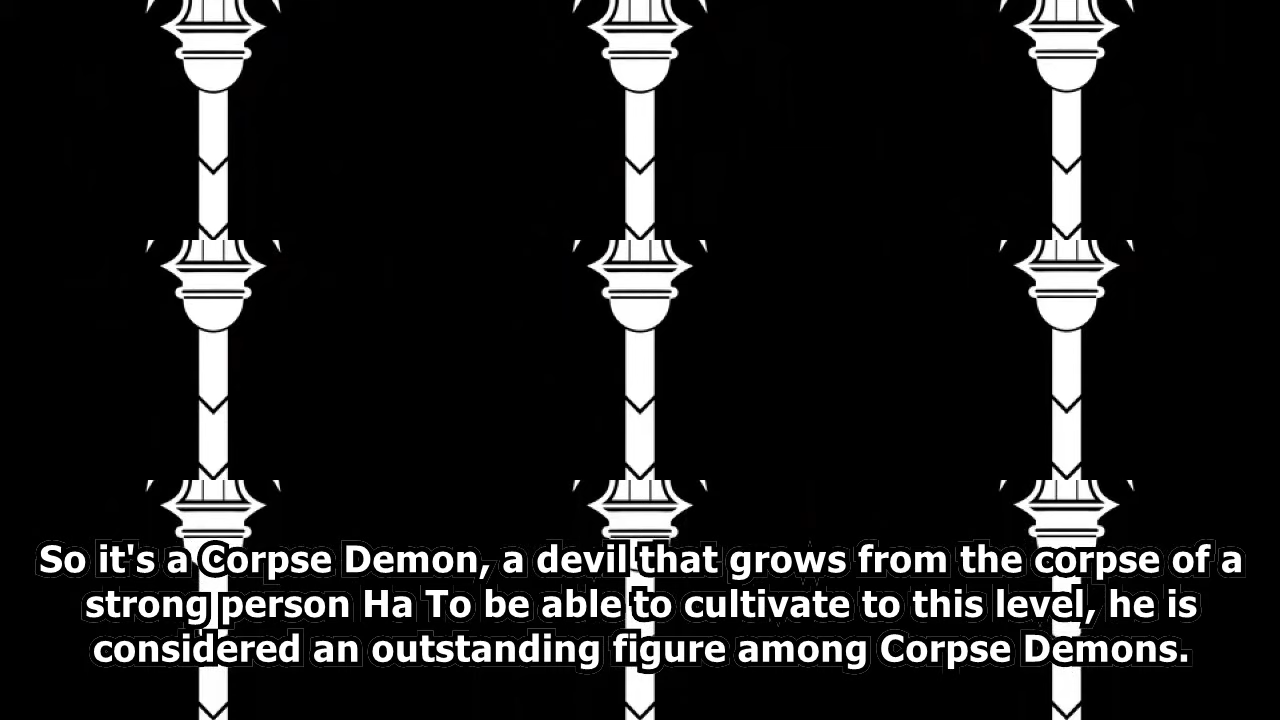 So it's a Corpse Demon, a devil that grows from the corpse of a
strong person Ha To be able to cultivate to this level, he is
considered an outstanding figure among Corpse Demons.